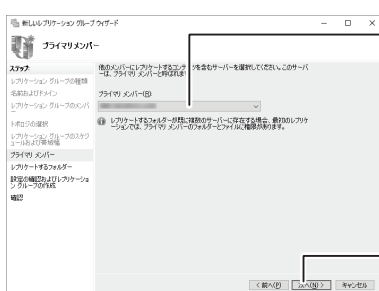 新しいレプリケーション グループ ウィザード
プライマリ メンバー
ステップ:
レプリケーション グループの種類
名前およびドメイン
レプリケーション グループのメンバ
トポロジの選択
レプリケーション グループのスケジ
ュールおよび帯域幅
プライマリ メンバー
レプリケートするフォルダー
設定の確認およびレプリケーショ
ン グループの作成
確認
他のメンバーにレプリケートするコンテンツを含むサーバーを選択してください。このサーバ
ーは、プライマリ メンバーと呼ばれま
プライマリ メンバー(R):
レプリケートするフォルダーが既に複数のサーバーに存在する場合、最初のレプリケ
ーションでは、プライマリ メンバーのフォルダーとファイルに権限があります。
< 前へ(P)
次へ(N) >
キャンセル